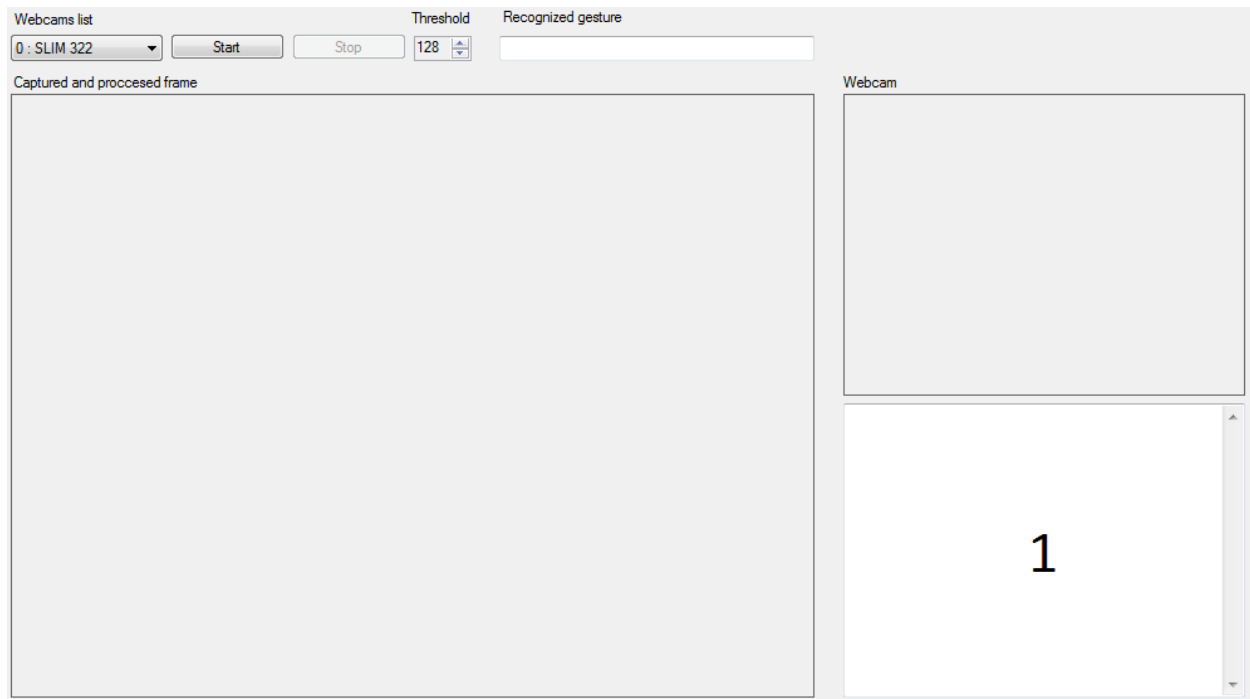 Webcams list Threshold Recognized gesture
0 : SLIM 322 Start Stop 128
Captured and proccesed frame Webcam
1